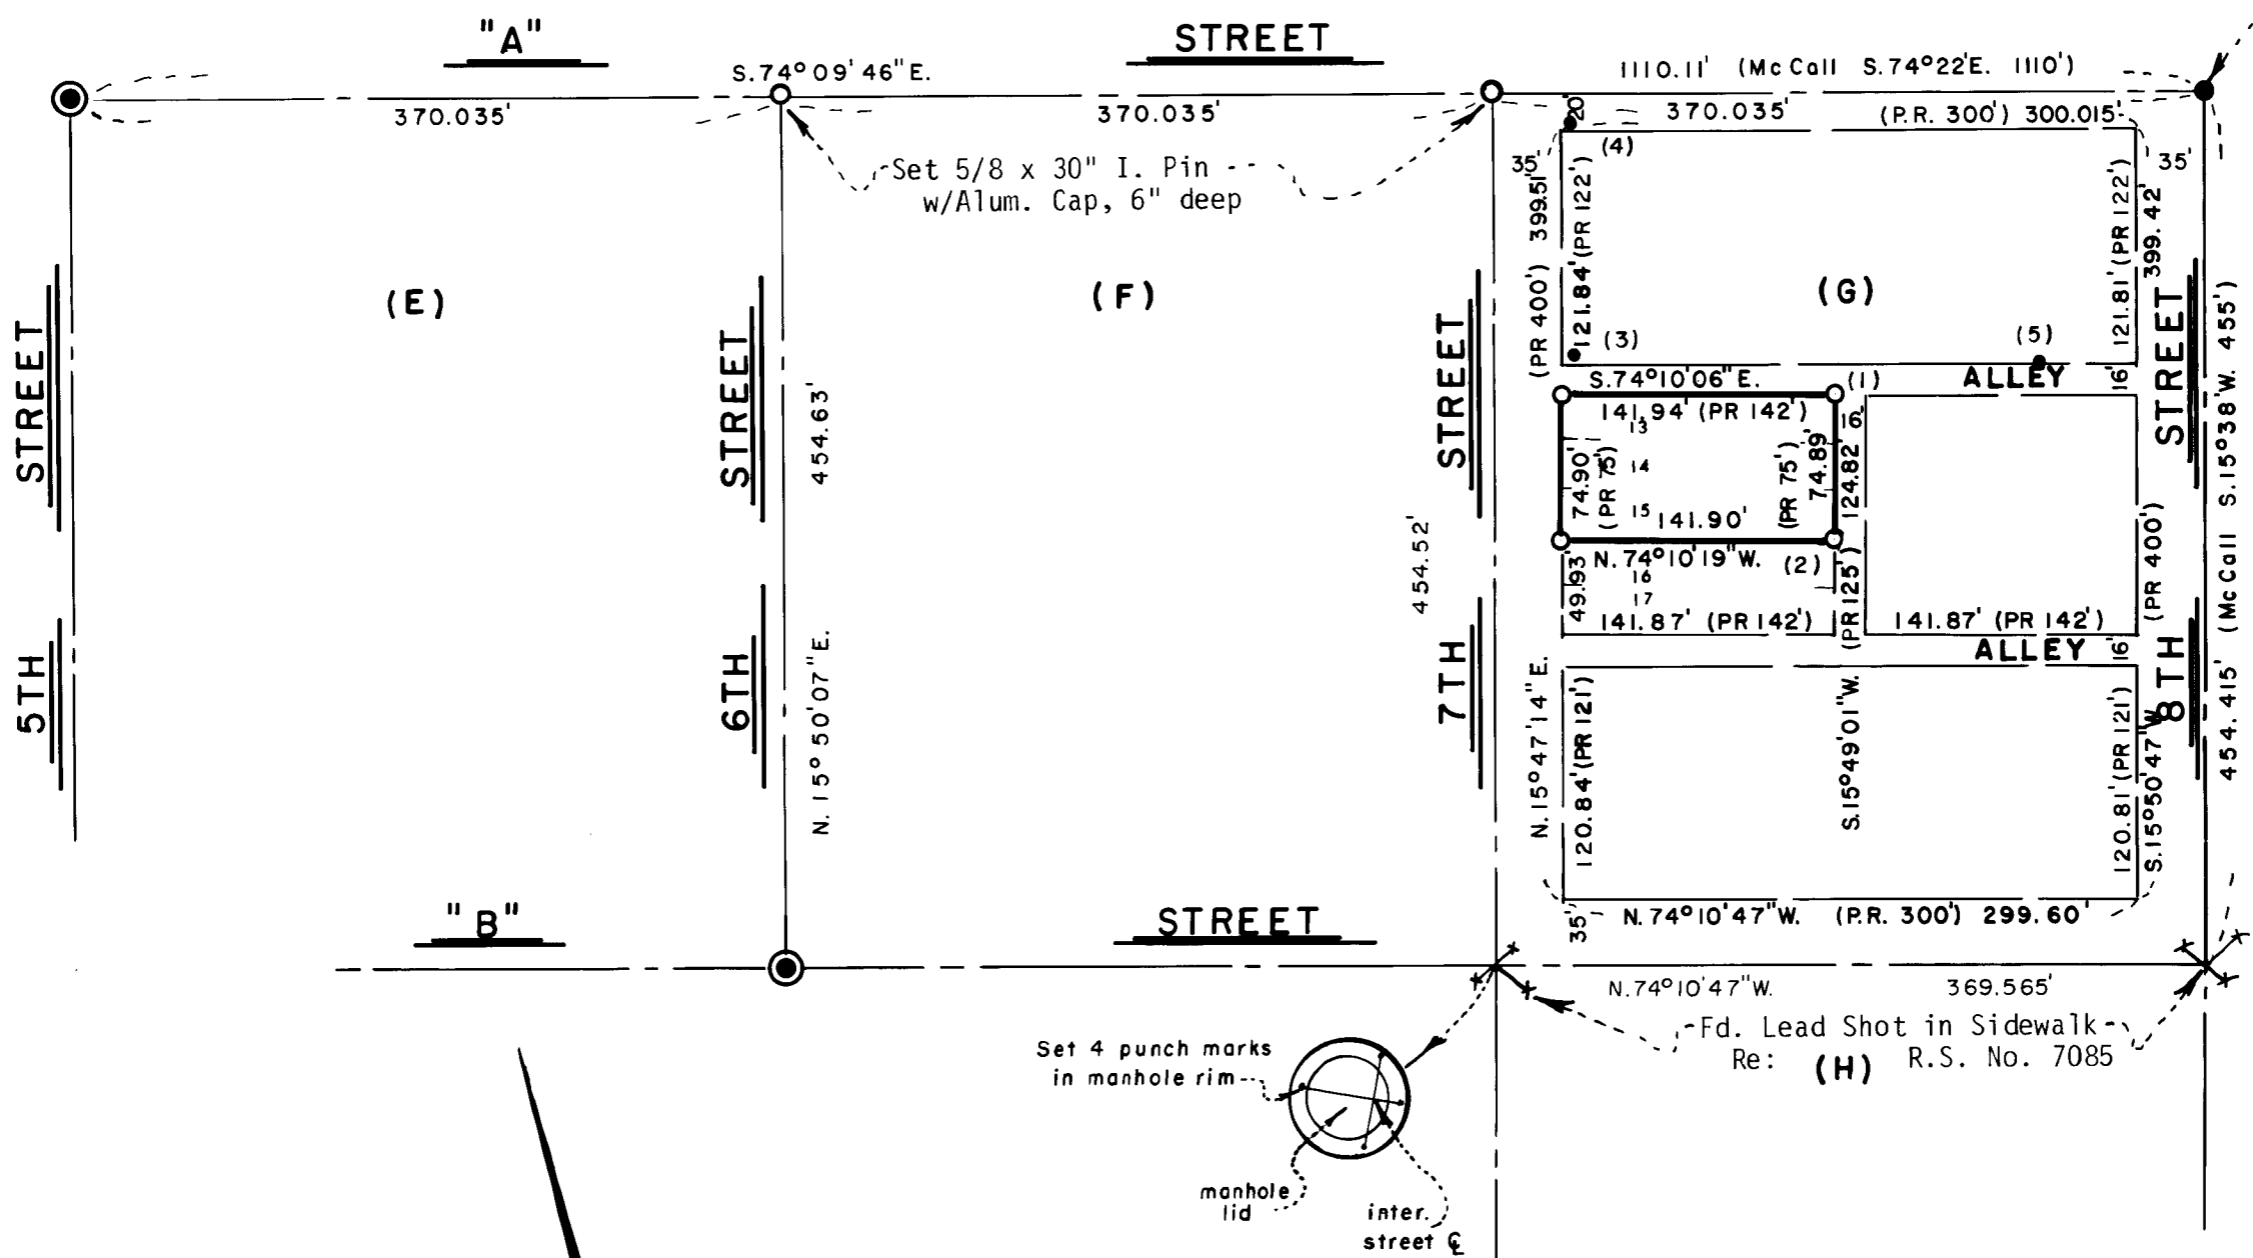 "A"
STREET
S.74°09'46"E.
1110.11' (McCall S.74°22'E. 1110')
370.035'
370.035'
20'
370.035'
(P.R. 300') 300.015'
Set 5/8 x 30" I. Pin
w/Alum. Cap, 6" deep
35'
(4)
35'
(PR 400') 399.51'
121.84' (PR 122')
121.81' (PR 122')
399.42'
(E)
(F)
(G)
(3)
(5)
STREET
STREET
STREET
STREET
S.74°10'06"E.
(1)
ALLEY
16'
141.94' (PR 142')
13
16'
14
74.90'
(PR 75')
(PR 75')
74.89'
124.82'
15
141.90'
454.63'
454.52'
N.74°10'19"W.
(2)
49.93'
16
17
(PR 125')
(PR 400')
141.87' (PR 142')
141.87' (PR 142')
ALLEY
16'
454.415' (McCall S.15°38'W. 455')
5TH
6TH
7TH
8TH
N.15°50'07"E.
N.15°47'14"E.
120.84' (PR 121')
S.15°49'01"W.
120.81' (PR 121')
S.15°50'47"W.
"B"
STREET
35'
N.74°10'47"W. (P.R. 300') 299.60'
N.74°10'47"W.
369.565'
Fd. Lead Shot in Sidewalk
Re: (H) R.S. No. 7085
Set 4 punch marks
in manhole rim
manhole
lid
inter.
street ℄